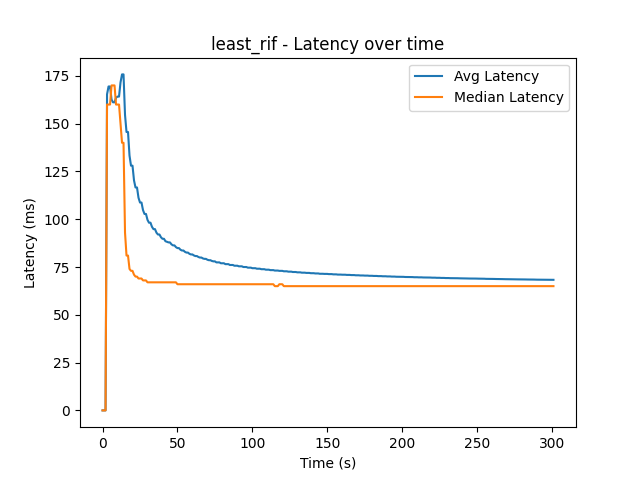 least_rif - Latency over time
Avg Latency
Median Latency
Latency (ms)
175
150
125
100
75
50
25
0
0 50 100 150 200 250 300
Time (s)